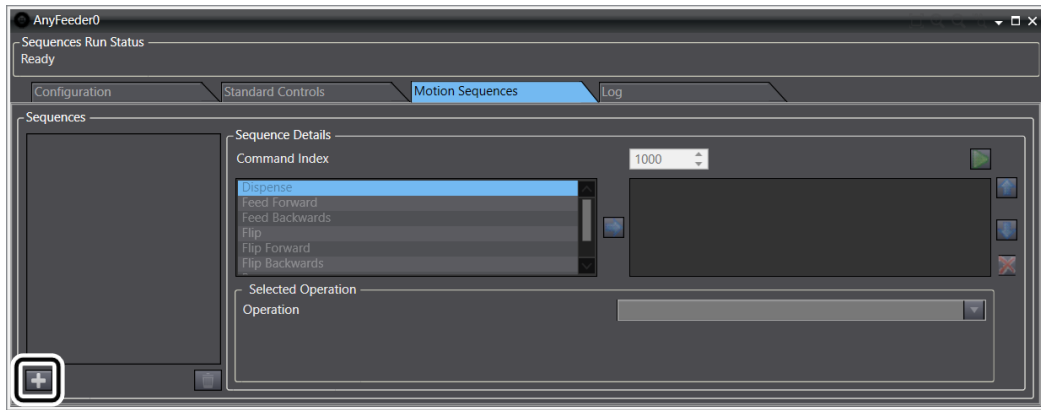 AnyFeeder0
Sequences Run Status
Ready
Configuration
Standard Controls
Motion Sequences
Log
Sequences
Sequence Details
Command Index
1000
Dispense
Feed Forward
Feed Backwards
Flip
Flip Forward
Flip Backwards
Selected Operation
Operation